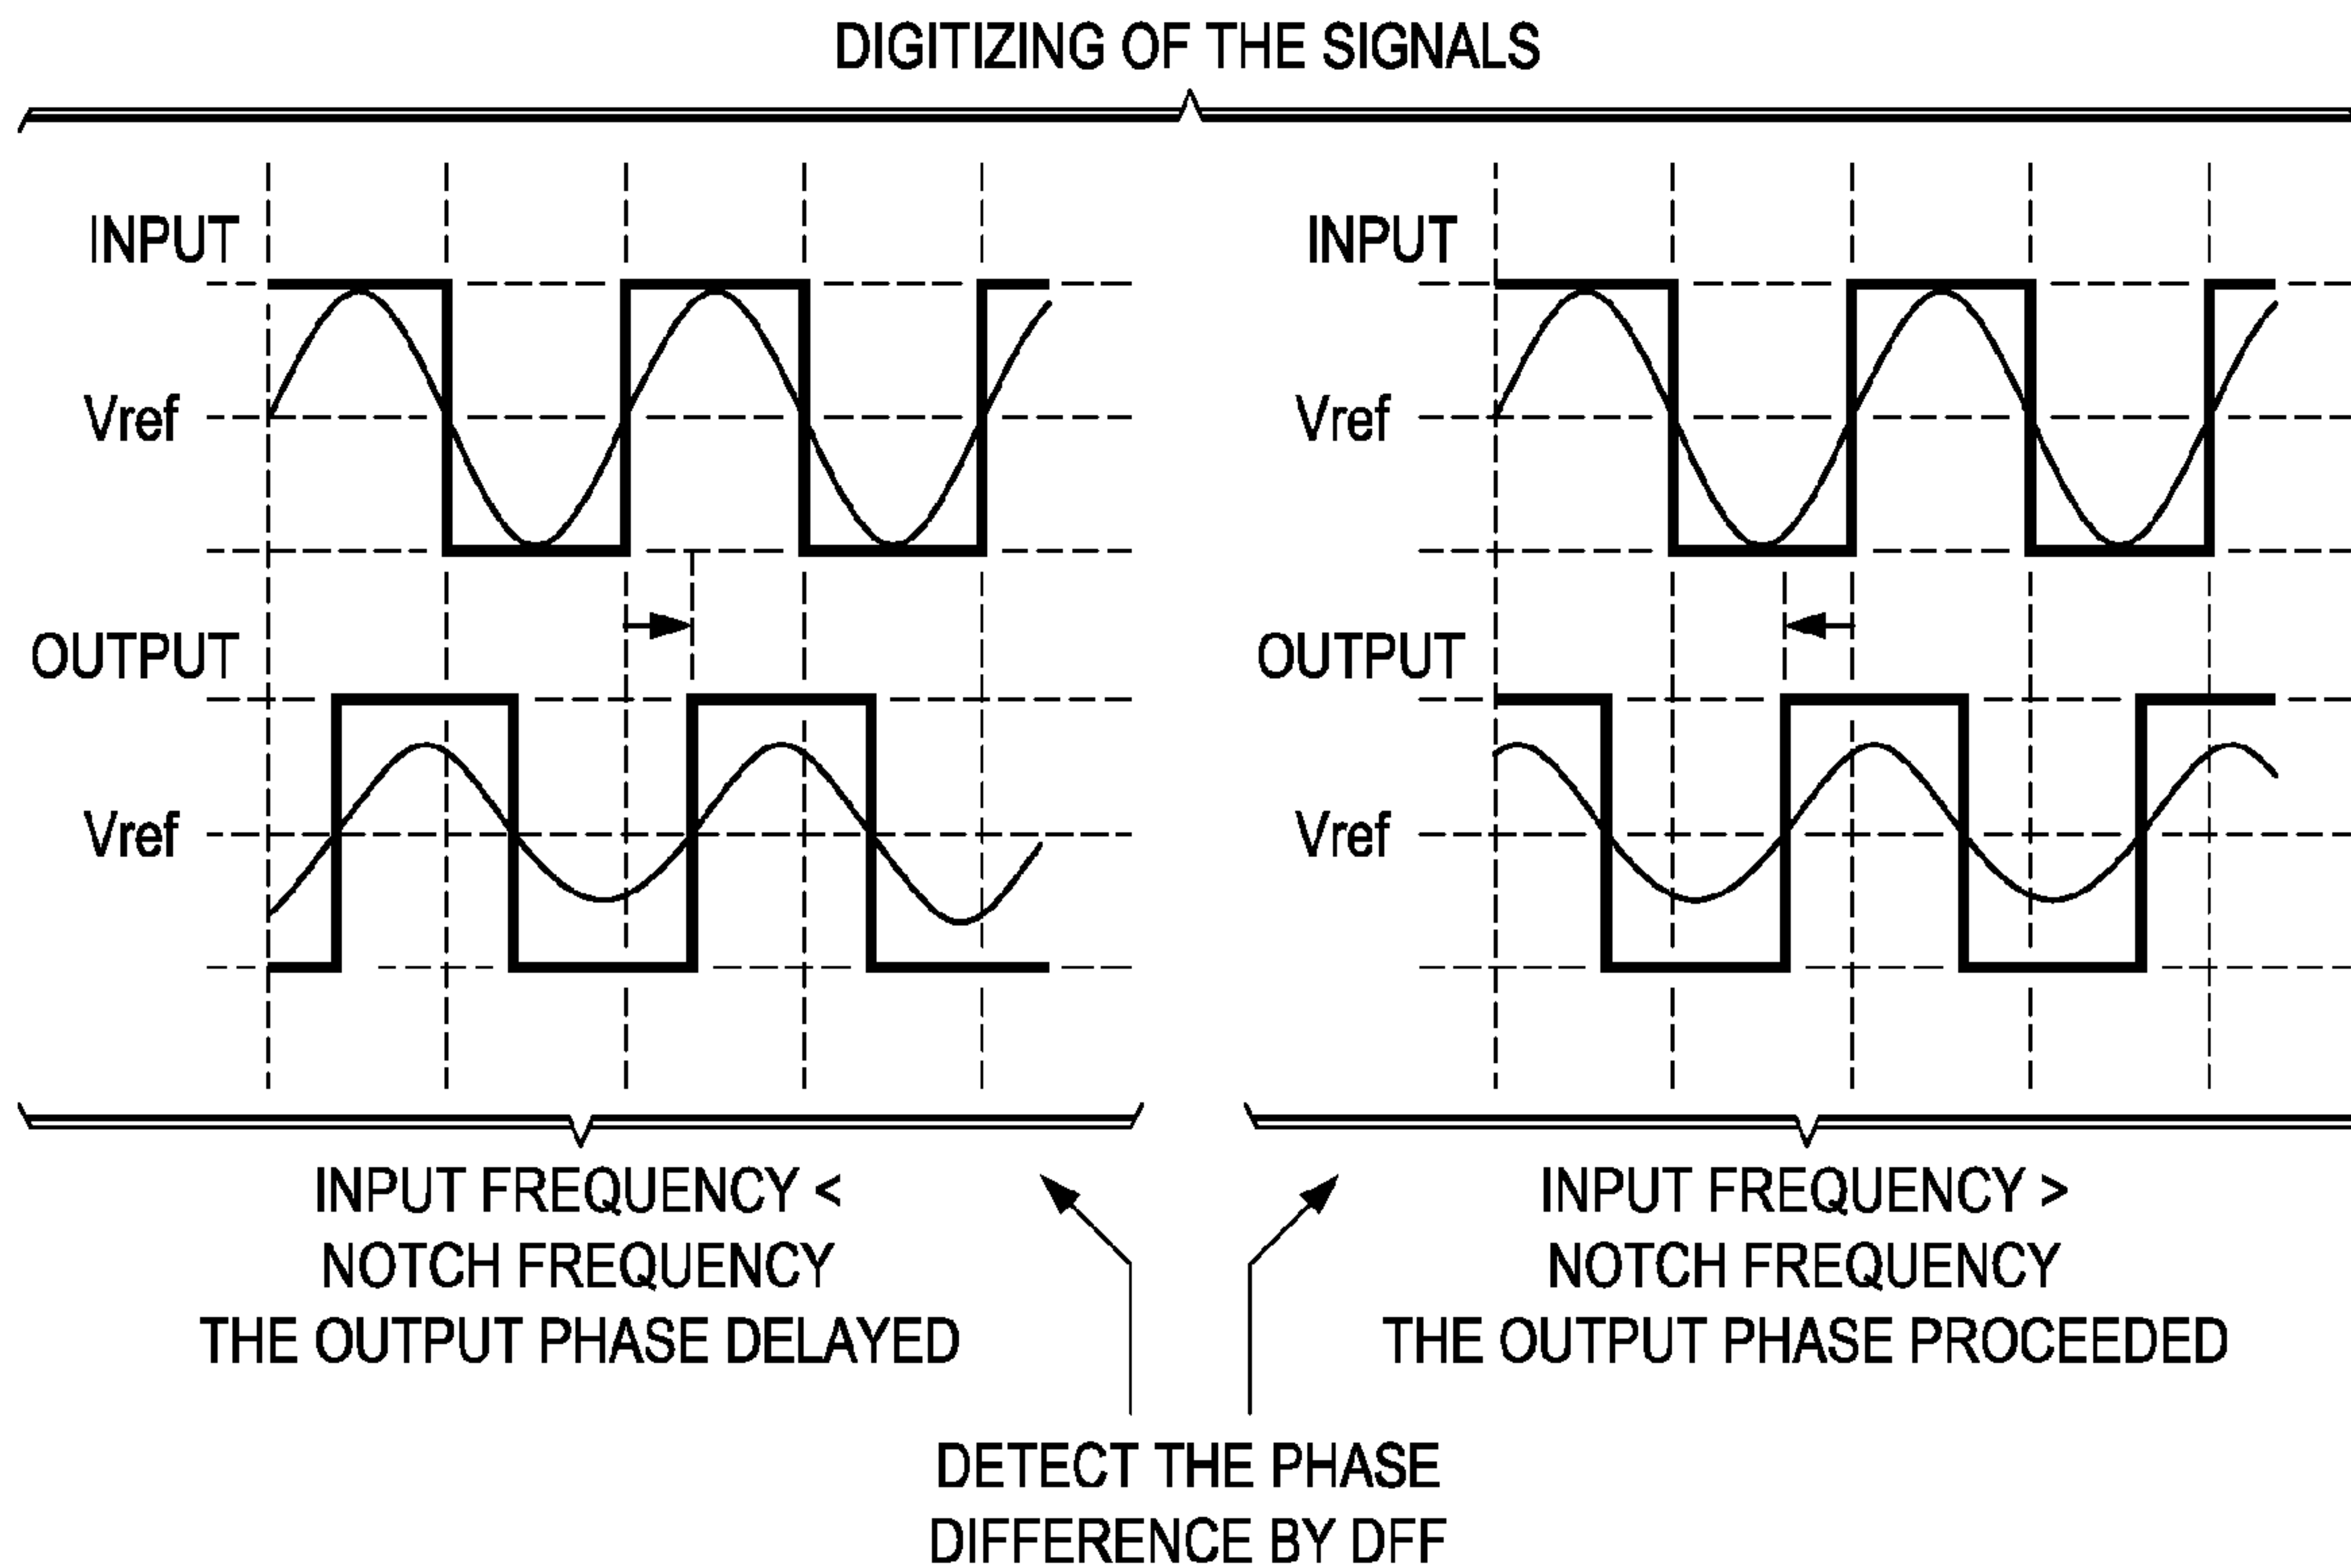 DIGITIZING OF THE SIGNALS
INPUT
Vref
OUTPUT
Vref
INPUT FREQUENCY <
NOTCH FREQUENCY
THE OUTPUT PHASE DELAYED
INPUT
Vref
OUTPUT
Vref
INPUT FREQUENCY >
NOTCH FREQUENCY
THE OUTPUT PHASE PROCEEDED
DETECT THE PHASE
DIFFERENCE BY DFF